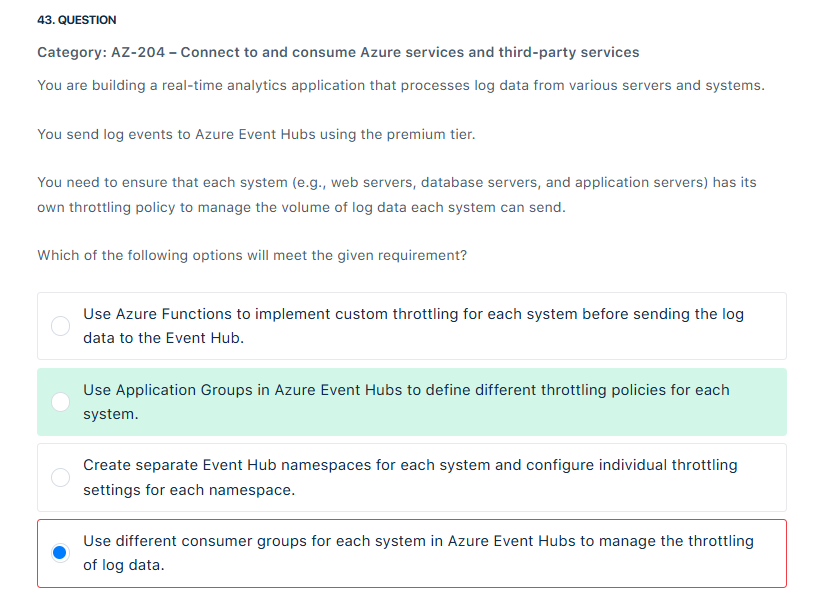 43. QUESTION
Category: AZ-204 – Connect to and consume Azure services and third-party services
You are building a real-time analytics application that processes log data from various servers and systems.
You send log events to Azure Event Hubs using the premium tier.
You need to ensure that each system (e.g., web servers, database servers, and application servers) has its
own throttling policy to manage the volume of log data each system can send.
Which of the following options will meet the given requirement?
Use Azure Functions to implement custom throttling for each system before sending the log
data to the Event Hub.
Use Application Groups in Azure Event Hubs to define different throttling policies for each
system.
Create separate Event Hub namespaces for each system and configure individual throttling
settings for each namespace.
Use different consumer groups for each system in Azure Event Hubs to manage the throttling
of log data.